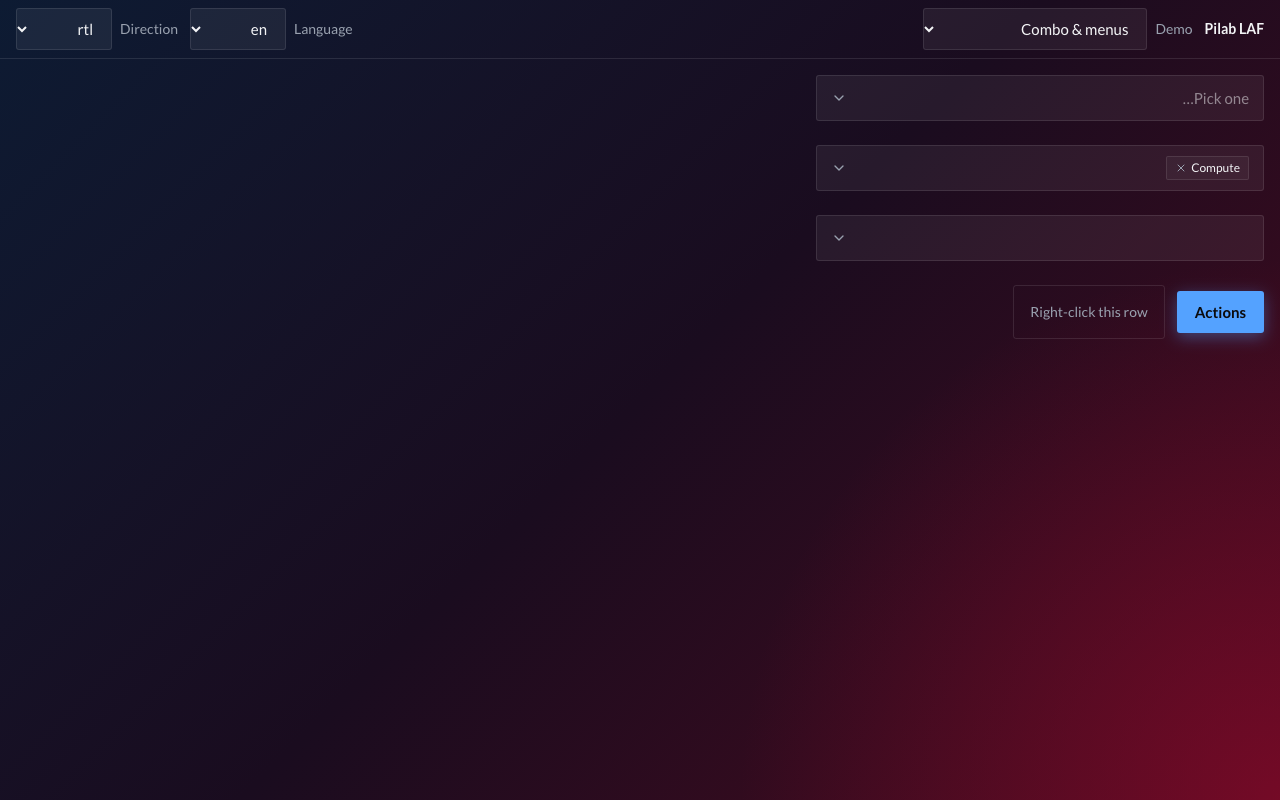 Pilab LAF
Demo
Combo & menus
Language
en
Direction
rtl
...Pick one
Compute
Actions
Right-click this row